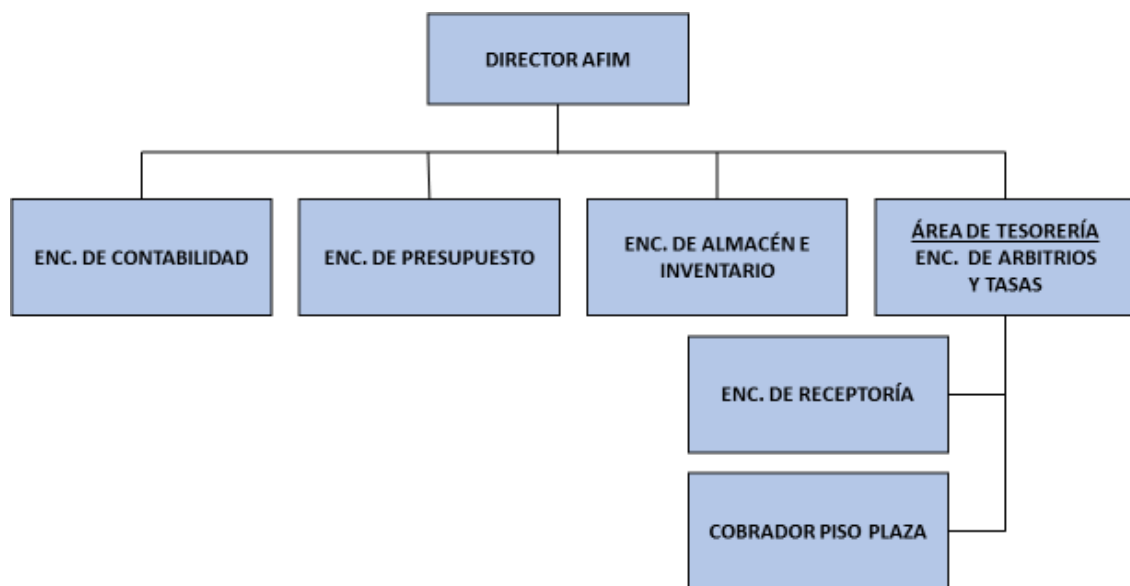 DIRECTOR AFIM
ENC. DE CONTABILIDAD
ENC. DE PRESUPUESTO
ENC. DE ALMACÉN E
INVENTARIO
ÁREA DE TESORERÍA
ENC. DE ARBITRIOS
Y TASAS
ENC. DE RECEPTORÍA
COBRADOR PISO PLAZA